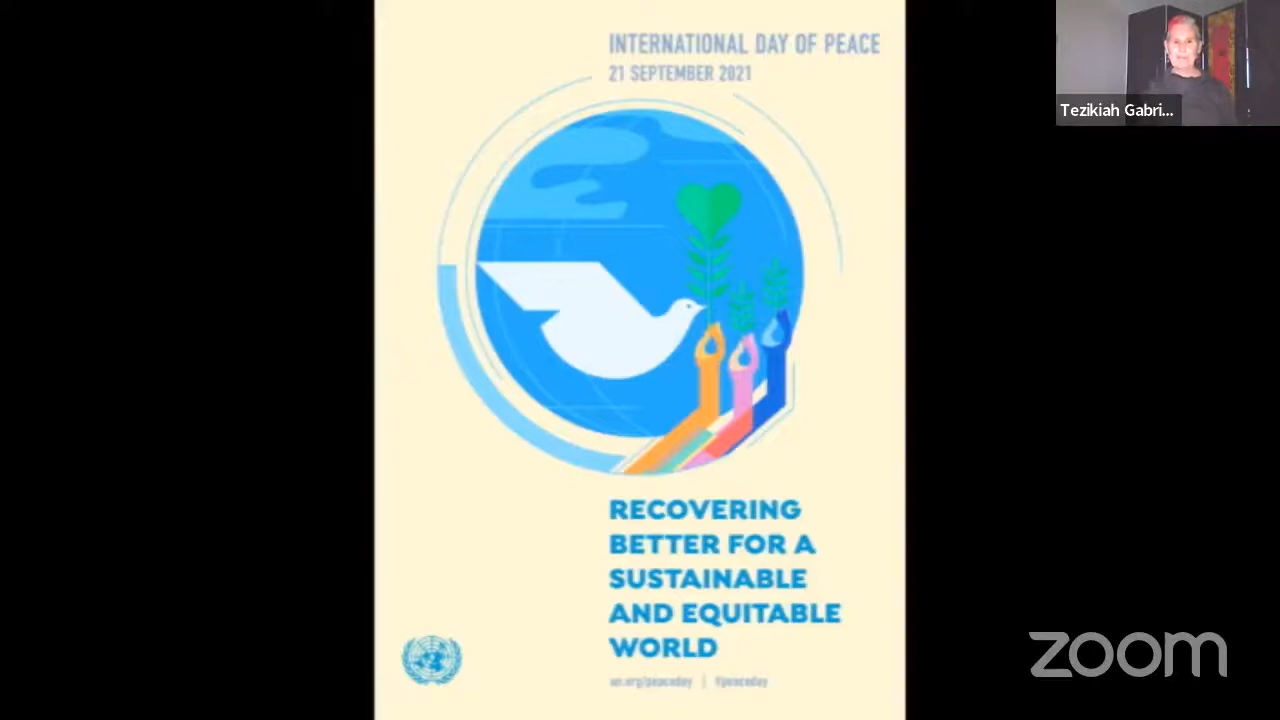 INTERNATIONAL DAY OF PEACE
21 SEPTEMBER 2021
Tezikiah Gabri...
RECOVERING
BETTER FOR A
SUSTAINABLE
AND EQUITABLE
WORLD
un.org/peaceday | #peaceday
zoom